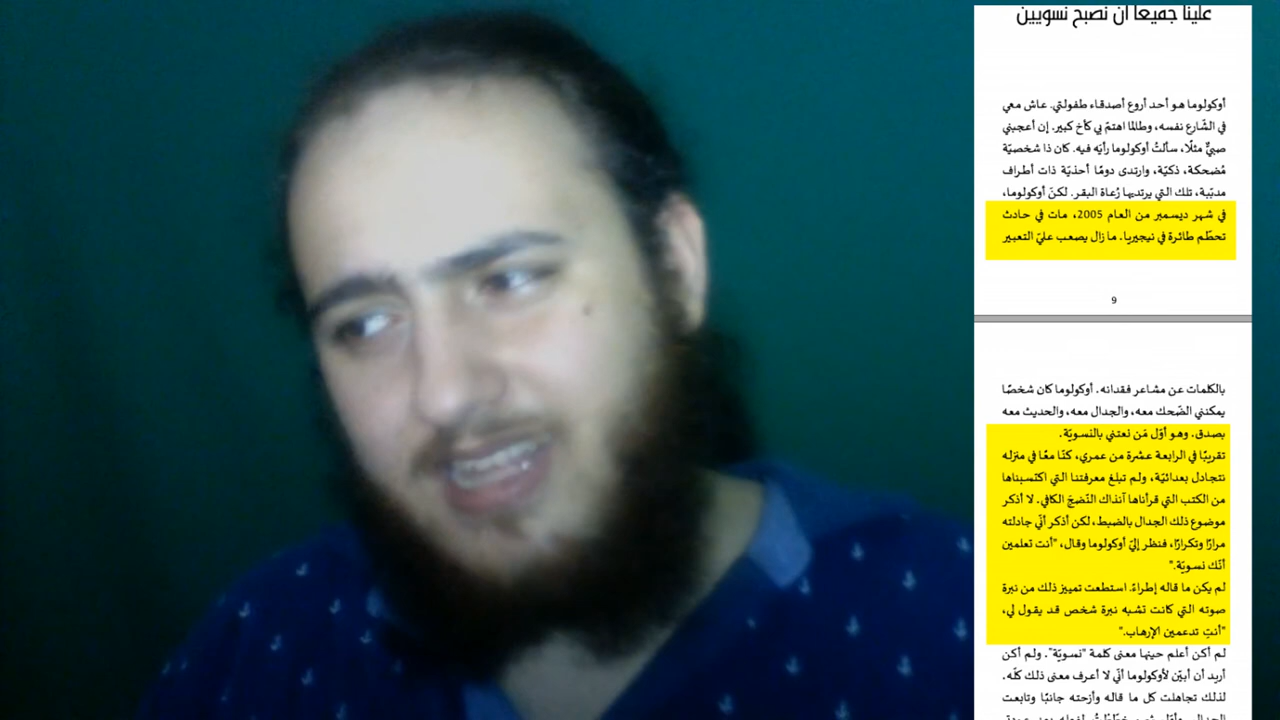 علينا جميعا أن نصبح نسويين
أوكولوما هو أحد أروع أصدقاء طفولتي. عاش معي
في الشّارع نفسه، وطالما اهتمّ بي كأخ كبير. إن أعجبني
صبيٌّ مثلًا، سألتُ أوكولوما رأيَه فيه. كان ذا شخصيّة
مُضحكة، ذكيّة، وارتدى دومًا أحذيّة ذات أطراف
مدبّبة، تلك التي يرتديها رُعاة البقر. لكنّ أوكولوما،
في شهر ديسمبر من العام 2005، مات في حادث
تحطّم طائرة في نيجيريا. ما زال يصعب عليّ التعبير
9
بالكلمات عن مشاعر فقدانه. أوكولوما كان شخصًا
يمكنني الضّحك معه، والجدال معه، والحديث معه
بصدق. وهو أوّل مَن نعتني بالنسويّة.
تقريبًا في الرابعة عشرة من عمري، كنّا معًا في منزله
نتجادل بعدائيّة، ولم تبلغ معرفتنا التي اكتسبناها
من الكتب التي قرأناها آنذاك النّضجَ الكافي. لا أذكر
موضوع ذلك الجدال بالضبط، لكن أذكر أنّي جادلته
مرارًا وتكرارًا، فنظر إليّ أوكولوما وقال، "أنت تعلمين
أنّك نسويّة."
لم يكن ما قاله إطراءً. استطعت تمييز ذلك من نبرة
صوته التي كانت تشبه نبرة شخص قد يقول لي،
"أنتِ تدعمين الإرهاب."
لم أكن أعلم حينها معنى كلمة "نسويّة". ولم أكن
أريد أن أبيّن لأوكولوما أنّي لا أعرف معنى ذلك كلّه.
لذلك تجاهلت كل ما قاله وأزحته جانبًا وتابعت